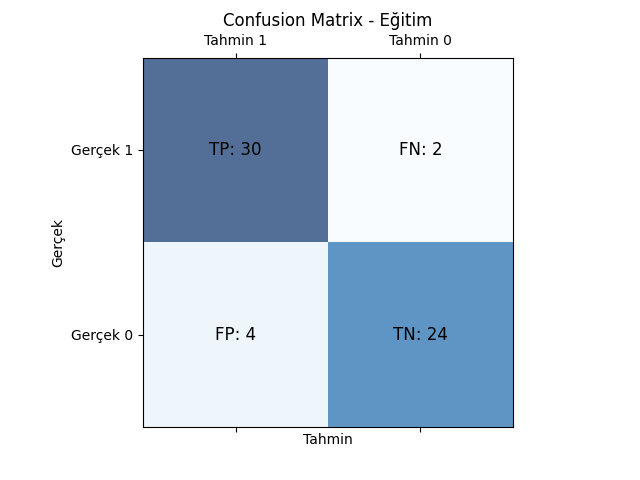 Confusion Matrix - Eğitim
Tahmin 1 Tahmin 0
Gerçek 1 TP: 30 FN: 2
Gerçek
Gerçek 0 FP: 4 TN: 24
Tahmin